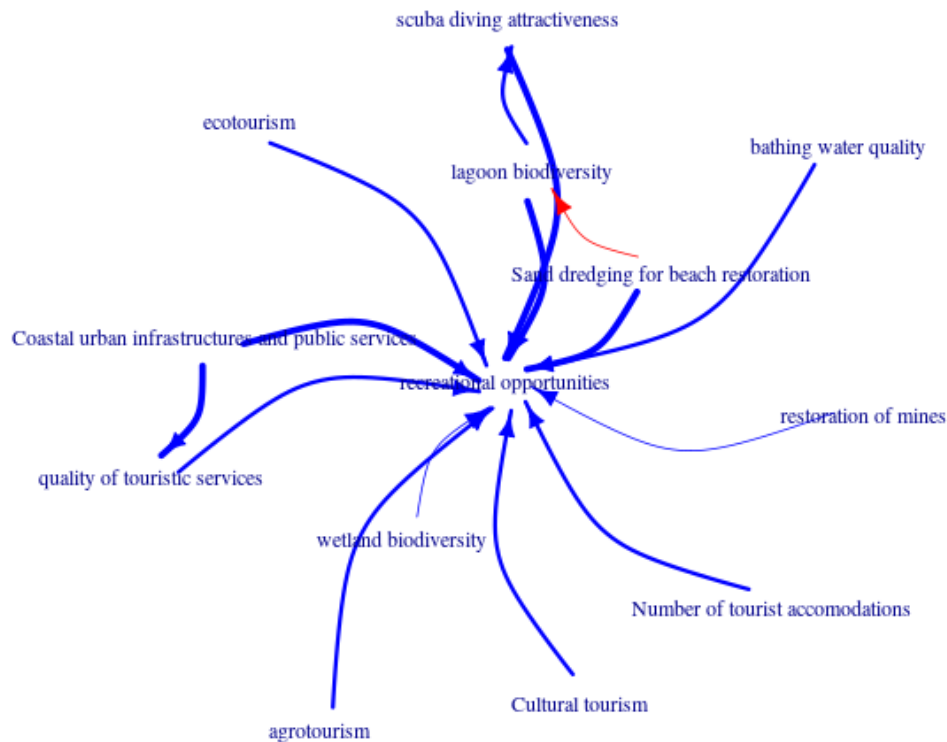 scuba diving attractiveness
ecotourism
bathing water quality
lagoon biodiversity
Sand dredging for beach restoration
Coastal urban infrastructures and public services
recreational opportunities
restoration of mines
quality of touristic services
wetland biodiversity
Number of tourist accomodations
Cultural tourism
agrotourism